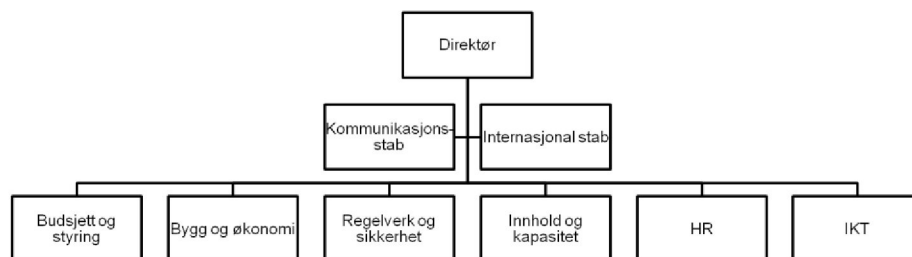 Direktør
Kommunikasjons-
stab
Internasjonal stab
Budsjett og
styring
Bygg og økonomi
Regelverk og
sikkerhet
Innhold og
kapasitet
HR
IKT